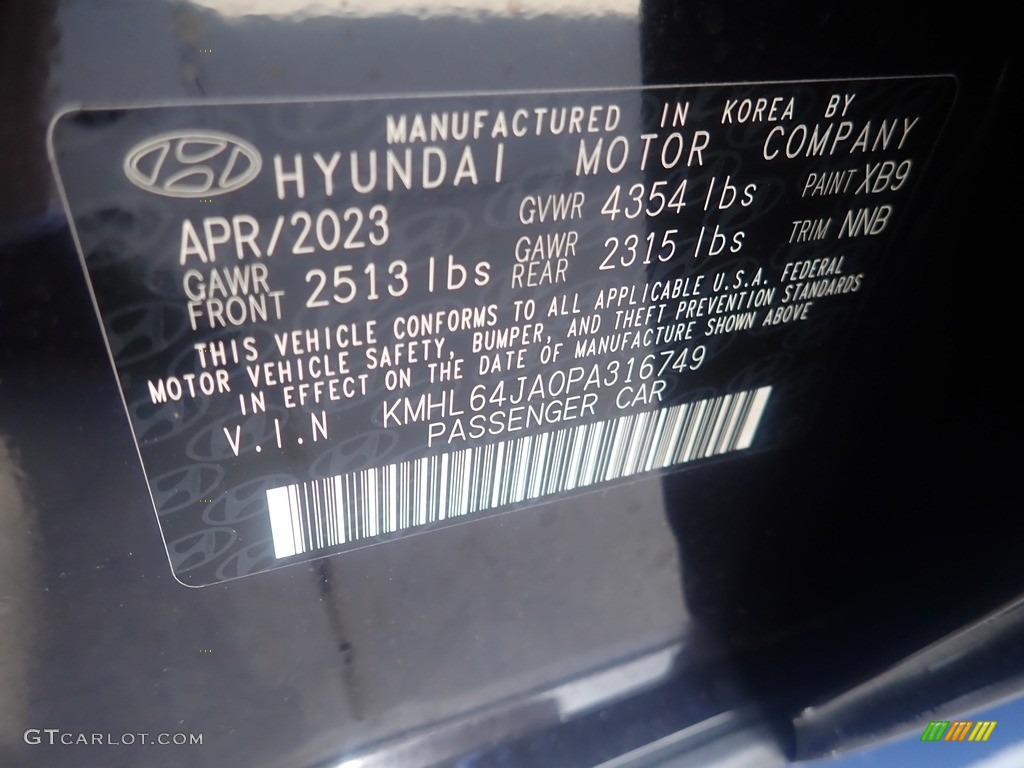 MANUFACTURED IN KOREA BY
HYUNDAI MOTOR COMPANY
APR/2023 GVWR 4354 lbs PAINT XB9
GAWR FRONT 2513 lbs GAWR REAR 2315 lbs TRIM NNB
THIS VEHICLE CONFORMS TO ALL APPLICABLE U.S.A. FEDERAL
MOTOR VEHICLE SAFETY, BUMPER, AND THEFT PREVENTION STANDARDS
IN EFFECT ON THE DATE OF MANUFACTURE SHOWN ABOVE
V.I.N KMHL64JA0PA316749
PASSENGER CAR
GTCARLOT.COM